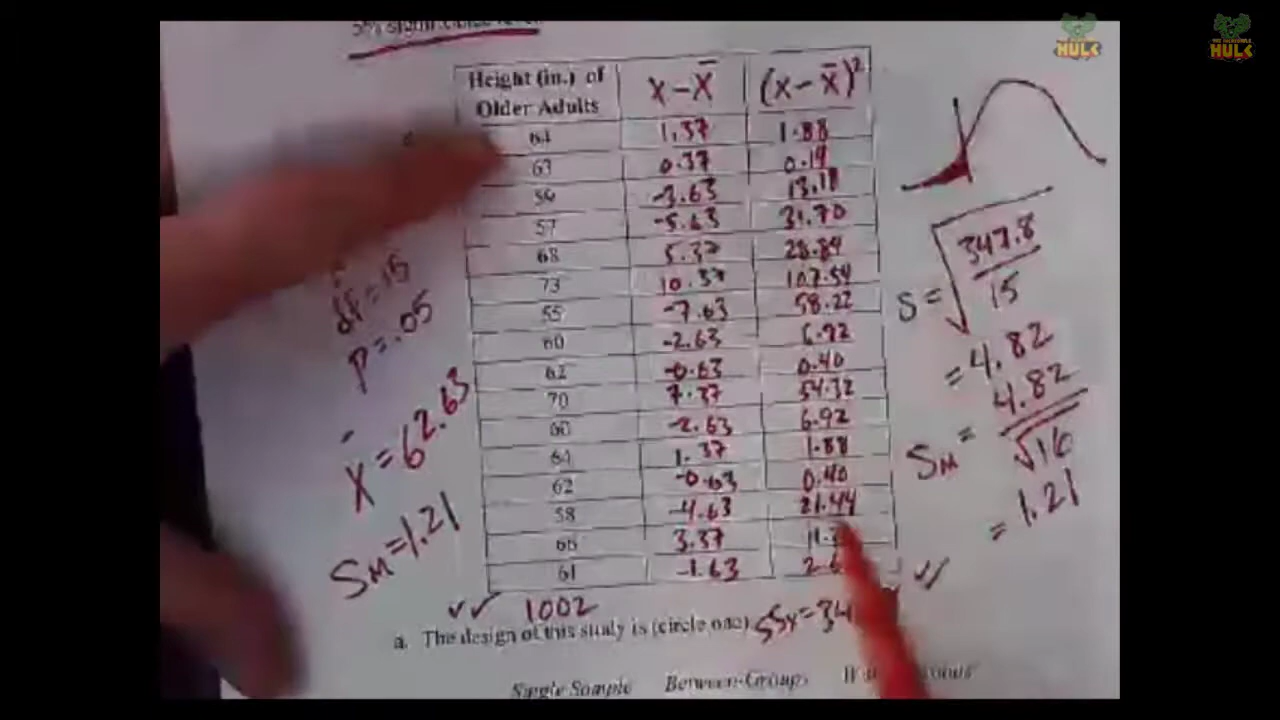 5% significance level.
Height (in.) of x - x̄ (x - x̄)²
Older Adults
64 1.37 1.88
63 0.37 0.14
59 -3.63 13.18
57 -5.63 31.70
68 5.37 28.84
73 10.37 107.54
55 -7.63 58.22
60 -2.63 6.92
62 -0.63 0.40
70 7.37 54.32
60 -2.63 6.92
64 1.37 1.88
62 -0.63 0.40
58 -4.63 21.44
66 3.37
61 -1.63
1002
df = 15
p = .05
x̄ = 62.63
SM = 1.21
S = √347.8/15
= 4.82
SM = 4.82/√16
= 1.21
a. The design of this study is (circle one) SSx =
Single Sample Between-Groups
HULK
HULK